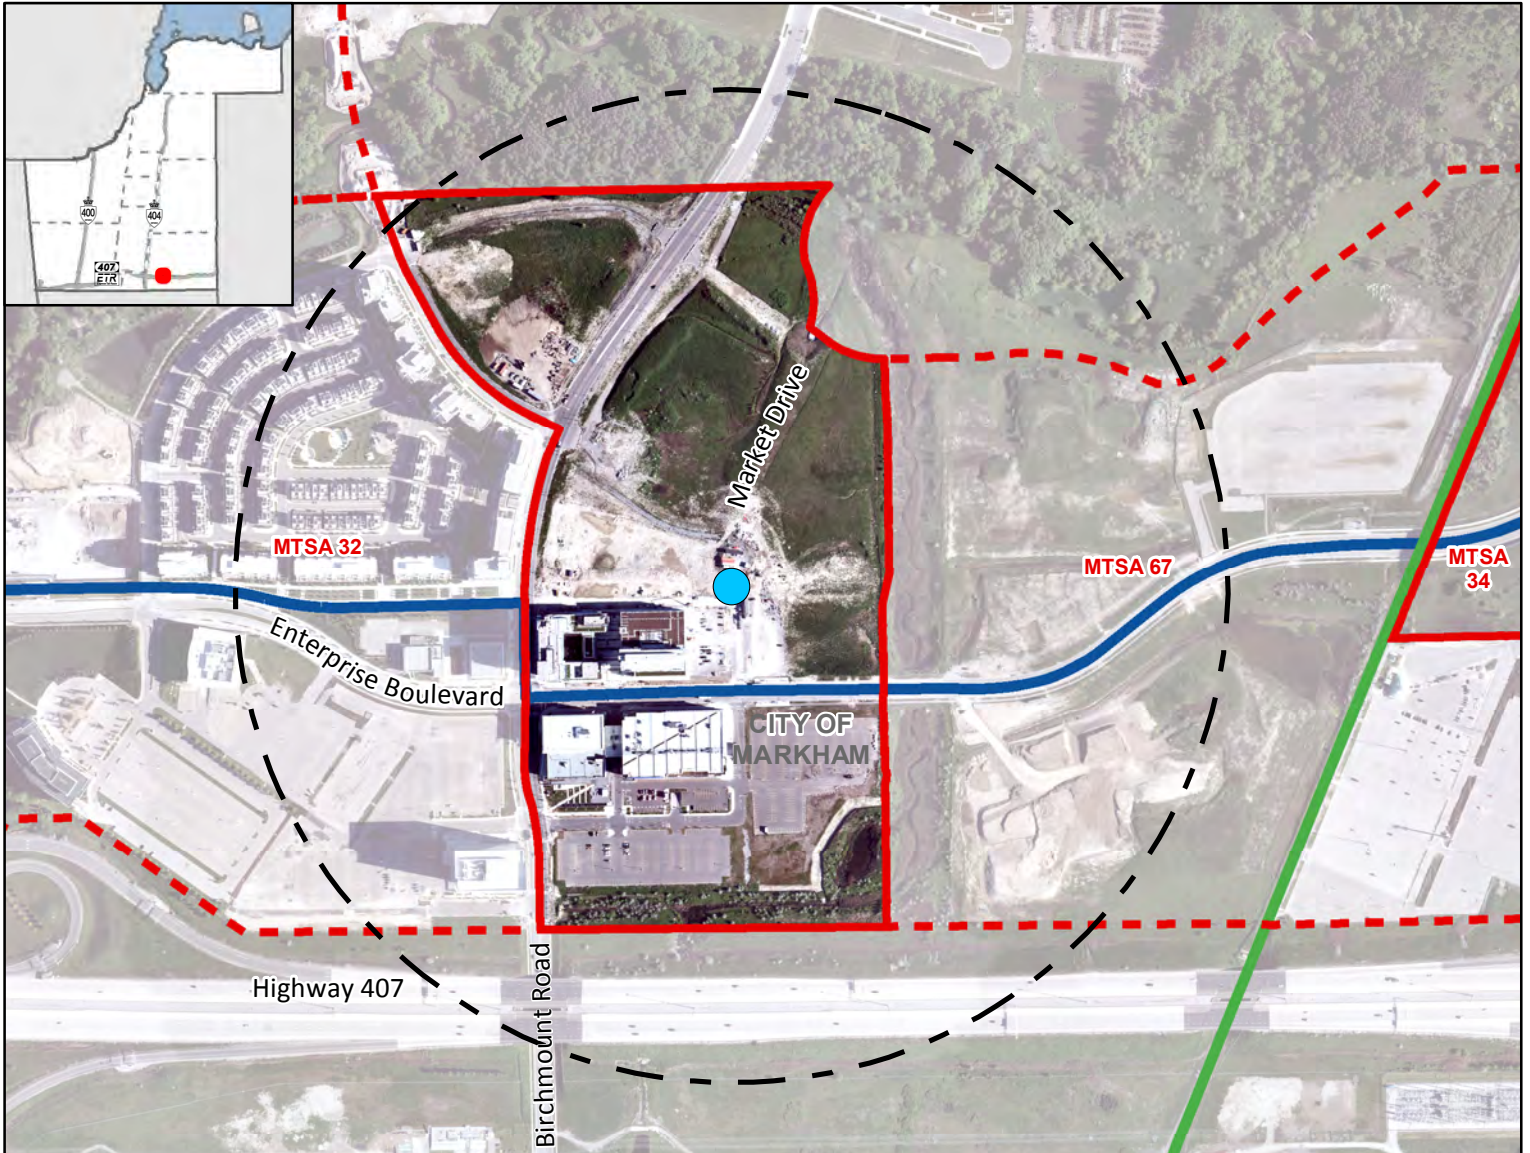 400
404
407
ETR
Market Drive
MTSA 32
MTSA 67
MTSA
34
Enterprise Boulevard
CITY OF
MARKHAM
Highway 407
Birchmount Road